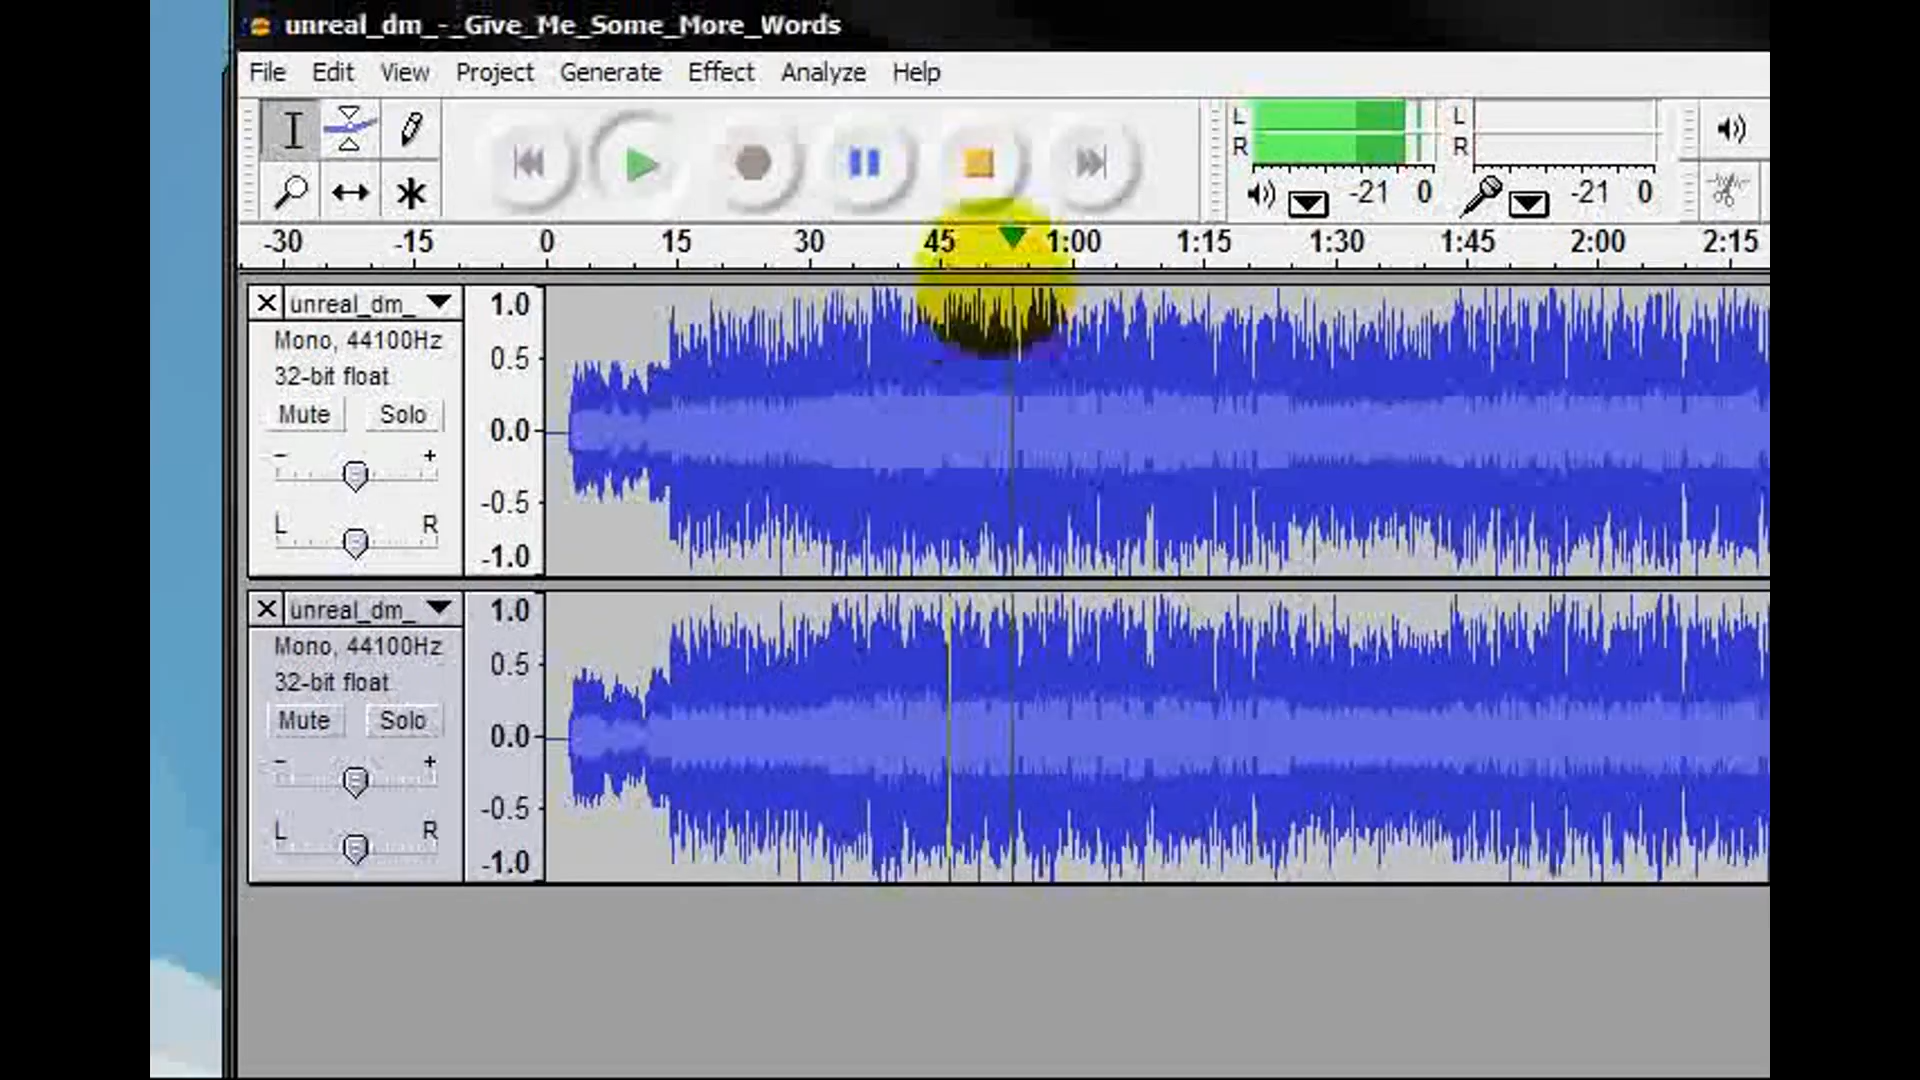 unreal_dm_-_Give_Me_Some_More_Words
File Edit View Project Generate Effect Analyze Help
L
R
-21 0
L
R
-21 0
-30 -15 0 15 30 45 1:00 1:15 1:30 1:45 2:00 2:15
unreal_dm_
Mono, 44100Hz
32-bit float
Mute Solo
- +
L R
1.0
0.5
0.0
-0.5
-1.0
unreal_dm_
Mono, 44100Hz
32-bit float
Mute Solo
- +
L R
1.0
0.5
0.0
-0.5
-1.0